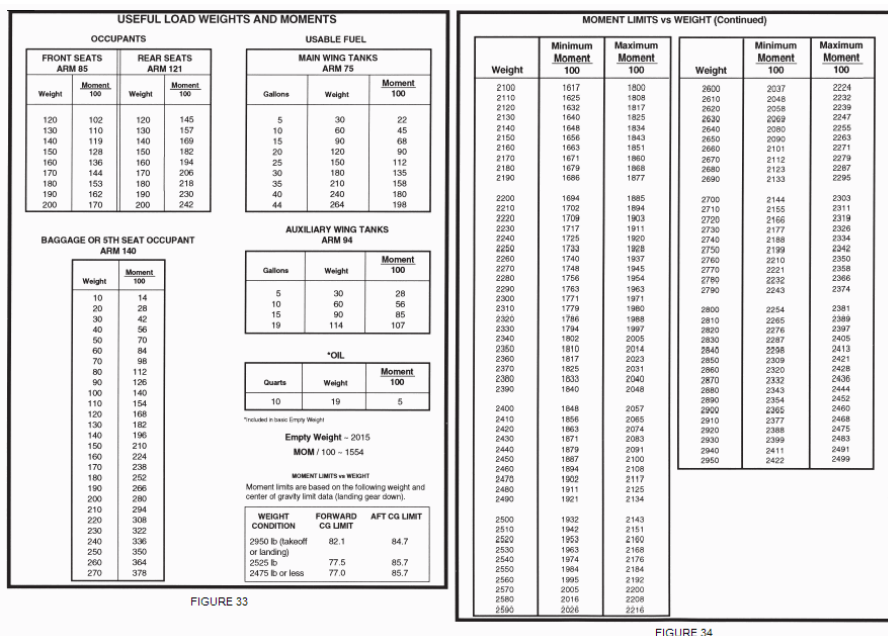 USEFUL LOAD WEIGHTS AND MOMENTS
OCCUPANTS
FRONT SEATS REAR SEATS
ARM 85 ARM 121
Weight Moment 100 Weight Moment 100
120 102 120 145
130 110 130 157
140 119 140 169
150 128 150 182
160 136 160 194
170 144 170 206
180 153 180 218
190 162 190 230
200 170 200 242
BAGGAGE OR 5TH SEAT OCCUPANT
ARM 140
Weight Moment 100
10 14
20 28
30 42
40 56
50 70
60 84
70 98
80 112
90 126
100 140
110 154
120 168
130 182
140 196
150 210
160 224
170 238
180 252
190 266
200 280
210 294
220 308
230 322
240 336
250 350
260 364
270 378
USABLE FUEL
MAIN WING TANKS
ARM 75
Gallons Weight Moment 100
5 30 22
10 60 45
15 90 68
20 120 90
25 150 112
30 180 135
35 210 158
40 240 180
44 264 198
AUXILIARY WING TANKS
ARM 94
Gallons Weight Moment 100
5 30 28
10 60 56
15 90 85
19 114 107
*OIL
Quarts Weight Moment 100
10 19 5
*Included in basic Empty Weight
Empty Weight ~ 2015
MOM / 100 ~ 1554
MOMENT LIMITS vs WEIGHT
Moment limits are based on the following weight and
center of gravity limit data (landing gear down).
WEIGHT FORWARD AFT CG LIMIT
CONDITION CG LIMIT
2950 lb (takeoff 82.1 84.7
or landing)
2525 lb 77.5 85.7
2475 lb or less 77.0 85.7
FIGURE 33
MOMENT LIMITS vs WEIGHT (Continued)
Weight Minimum Moment 100 Maximum Moment 100
2100 1617 1800
2110 1625 1808
2120 1632 1817
2130 1640 1825
2140 1648 1834
2150 1656 1843
2160 1663 1851
2170 1671 1860
2180 1679 1868
2190 1686 1877
2200 1694 1885
2210 1702 1894
2220 1709 1903
2230 1717 1911
2240 1725 1920
2250 1733 1928
2260 1740 1937
2270 1748 1945
2280 1756 1954
2290 1763 1963
2300 1771 1971
2310 1779 1980
2320 1786 1988
2330 1794 1997
2340 1802 2005
2350 1810 2014
2360 1817 2023
2370 1825 2031
2380 1833 2040
2390 1840 2048
2400 1848 2057
2410 1856 2065
2420 1863 2074
2430 1871 2083
2440 1879 2091
2450 1887 2100
2460 1894 2108
2470 1902 2117
2480 1911 2125
2490 1921 2134
2500 1932 2143
2510 1942 2151
2520 1953 2160
2530 1963 2168
2540 1974 2176
2550 1984 2184
2560 1995 2192
2570 2005 2200
2580 2016 2208
2590 2026 2216
Weight Minimum Moment 100 Maximum Moment 100
2600 2037 2224
2610 2048 2232
2620 2058 2239
2630 2069 2247
2640 2080 2255
2650 2090 2263
2660 2101 2271
2670 2112 2279
2680 2123 2287
2690 2133 2295
2700 2144 2303
2710 2155 2311
2720 2166 2319
2730 2177 2326
2740 2188 2334
2750 2199 2342
2760 2210 2350
2770 2221 2358
2780 2232 2366
2790 2243 2374
2800 2254 2381
2810 2265 2389
2820 2276 2397
2830 2287 2405
2840 2298 2413
2850 2309 2421
2860 2320 2428
2870 2332 2436
2880 2343 2444
2890 2354 2452
2900 2365 2460
2910 2377 2468
2920 2388 2475
2930 2399 2483
2940 2411 2491
2950 2422 2499
FIGURE 34